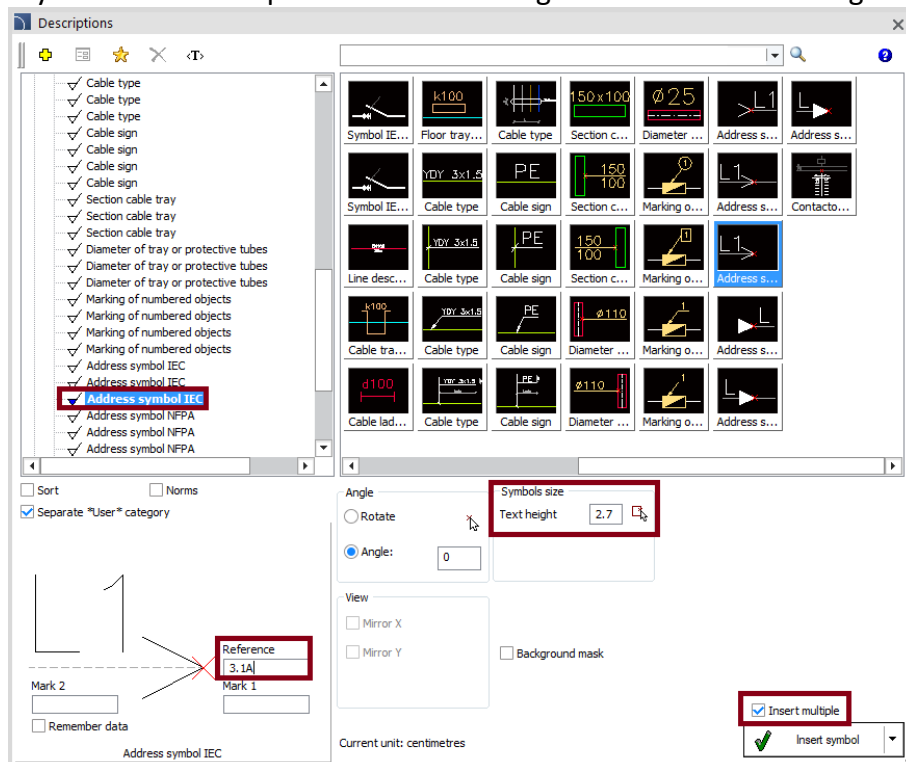 Descriptions
<T>
Cable type
Cable type
Cable type
Cable sign
Cable sign
Cable sign
Cable sign
Section cable tray
Section cable tray
Section cable tray
Diameter of tray or protective tubes
Diameter of tray or protective tubes
Diameter of tray or protective tubes
Marking of numbered objects
Marking of numbered objects
Marking of numbered objects
Marking of numbered objects
Address symbol IEC
Address symbol IEC
Address symbol IEC
Address symbol NFPA
Address symbol NFPA
Address symbol NFPA
k100 150x100 Ø25 L1 L
Symbol IE... Floor tray... Cable type Section c... Diameter ... Address s... Address s...
YDY 3x1.5 PE 150 100 1 L1
Symbol IE... Cable type Cable sign Section c... Marking o... Address s... Contacto...
YDY 3x1.5 PE 150 100 1 L1
Line desc... Cable type Cable sign Section c... Marking o... Address s...
k100 YDY 3x1.5 PE Ø110 1 L
Cable tra... Cable type Cable sign Diameter ... Marking o... Address s...
d100 YDY 3x1.5 PE Ø110 1 L
Cable lad... Cable type Cable sign Diameter ... Marking o... Address s...
Sort Norms
Separate *User* category
L1
Reference
3.1A
Mark 2 Mark 1
Remember data
Address symbol IEC
Angle
Rotate
Angle: 0
Symbols size
Text height 2.7
View
Mirror X
Mirror Y
Background mask
Insert multiple
Current unit: centimetres
Insert symbol